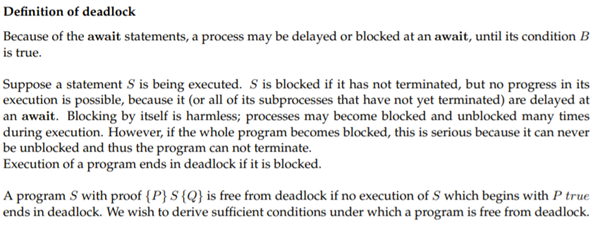 Definition of deadlock
Because of the await statements, a process may be delayed or blocked at an await, until its condition B
is true.
Suppose a statement S is being executed. S is blocked if it has not terminated, but no progress in its
execution is possible, because it (or all of its subprocesses that have not yet terminated) are delayed at
an await. Blocking by itself is harmless; processes may become blocked and unblocked many times
during execution. However, if the whole program becomes blocked, this is serious because it can never
be unblocked and thus the program can not terminate.
Execution of a program ends in deadlock if it is blocked.
A program S with proof {P} S {Q} is free from deadlock if no execution of S which begins with P true
ends in deadlock. We wish to derive sufficient conditions under which a program is free from deadlock.